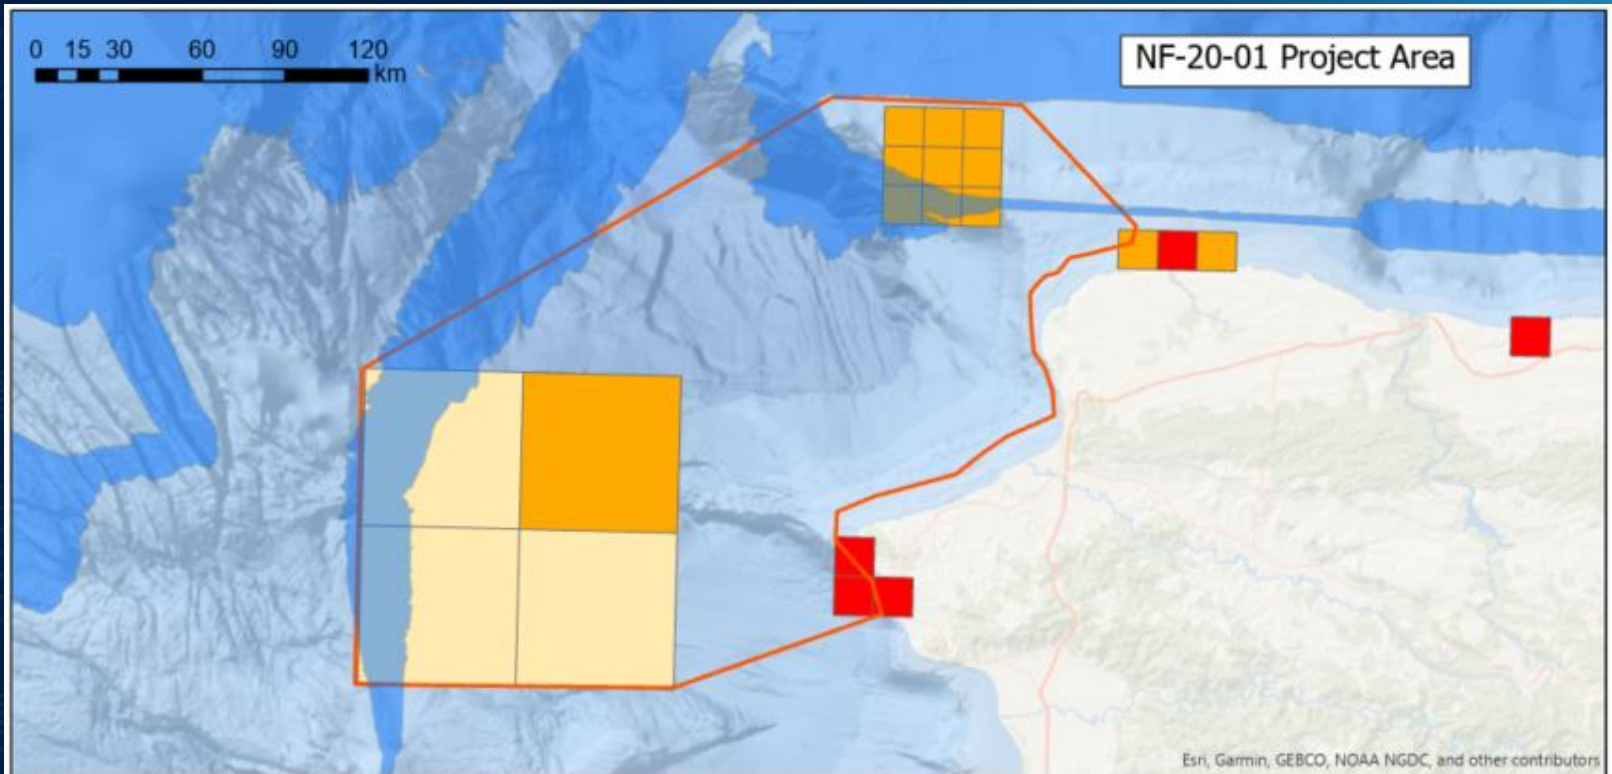 0 15 30 60 90 120
km
NF-20-01 Project Area
Esri, Garmin, GEBCO, NOAA NGDC, and other contributors